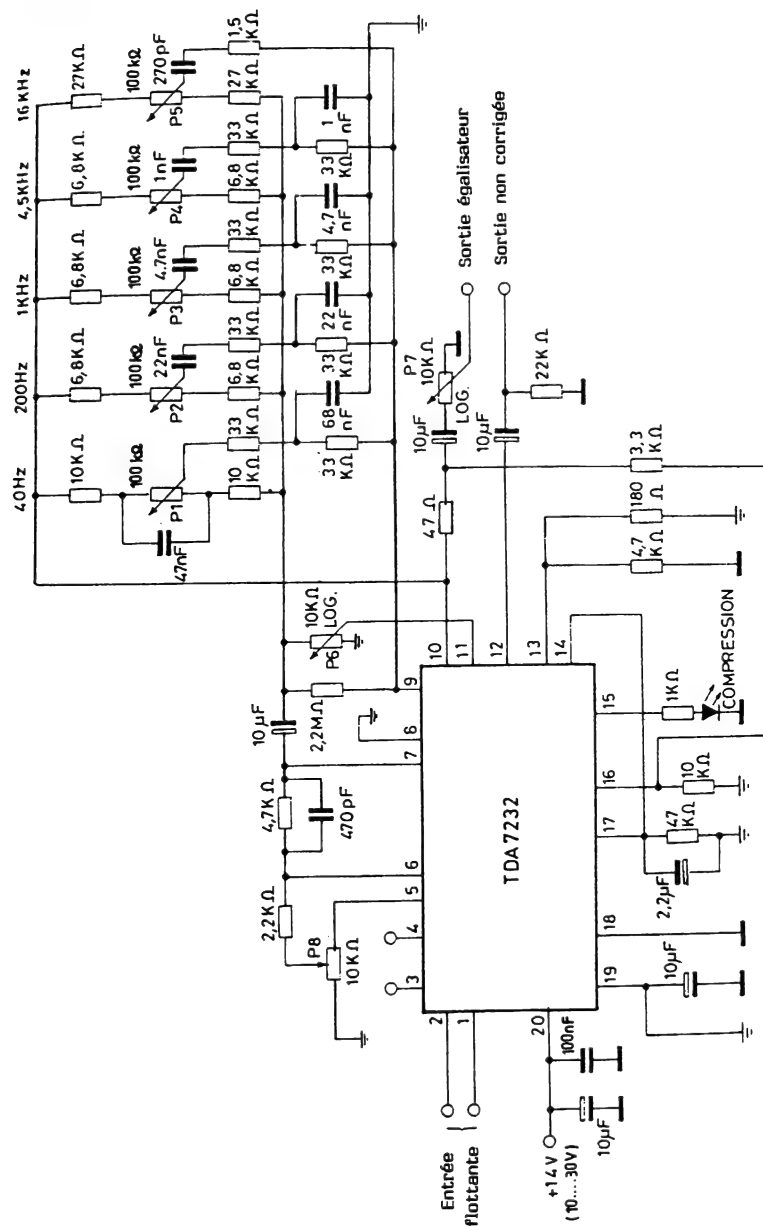 40Hz
200Hz
1KHz
4,5KHz
16KHz
10KΩ
6,8KΩ
6,8KΩ
6,8KΩ
27KΩ
100kΩ
100kΩ
100kΩ
100kΩ
100kΩ
47nF
P1
P2
22nF
P3
4.7nF
P4
1nF
P5
270pF
10
KΩ
33
KΩ
6,8
KΩ
33
KΩ
6,8
KΩ
33
KΩ
6,8
KΩ
33
KΩ
27
KΩ
1,5
KΩ
33
KΩ
68
nF
33
KΩ
22
nF
33
KΩ
4,7
nF
33
KΩ
1
nF
2,2KΩ
4,7KΩ
470pF
10µF
10KΩ
LOG.
P6
2,2MΩ
P8
10KΩ
47Ω
10µF
P7
10KΩ
LOG.
Sortie égalisateur
10µF
Sortie non corrigée
22KΩ
Entrée
flottante
2
1
3
4
5
6
7
6
9
10
11
12
13
14
15
16
17
18
19
20
TDA7232
+14V
(10....30V)
10µF
100nF
10µF
2,2µF
47
KΩ
10
KΩ
1KΩ
COMPRESSION
4,7
KΩ
180
Ω
3,3
KΩ